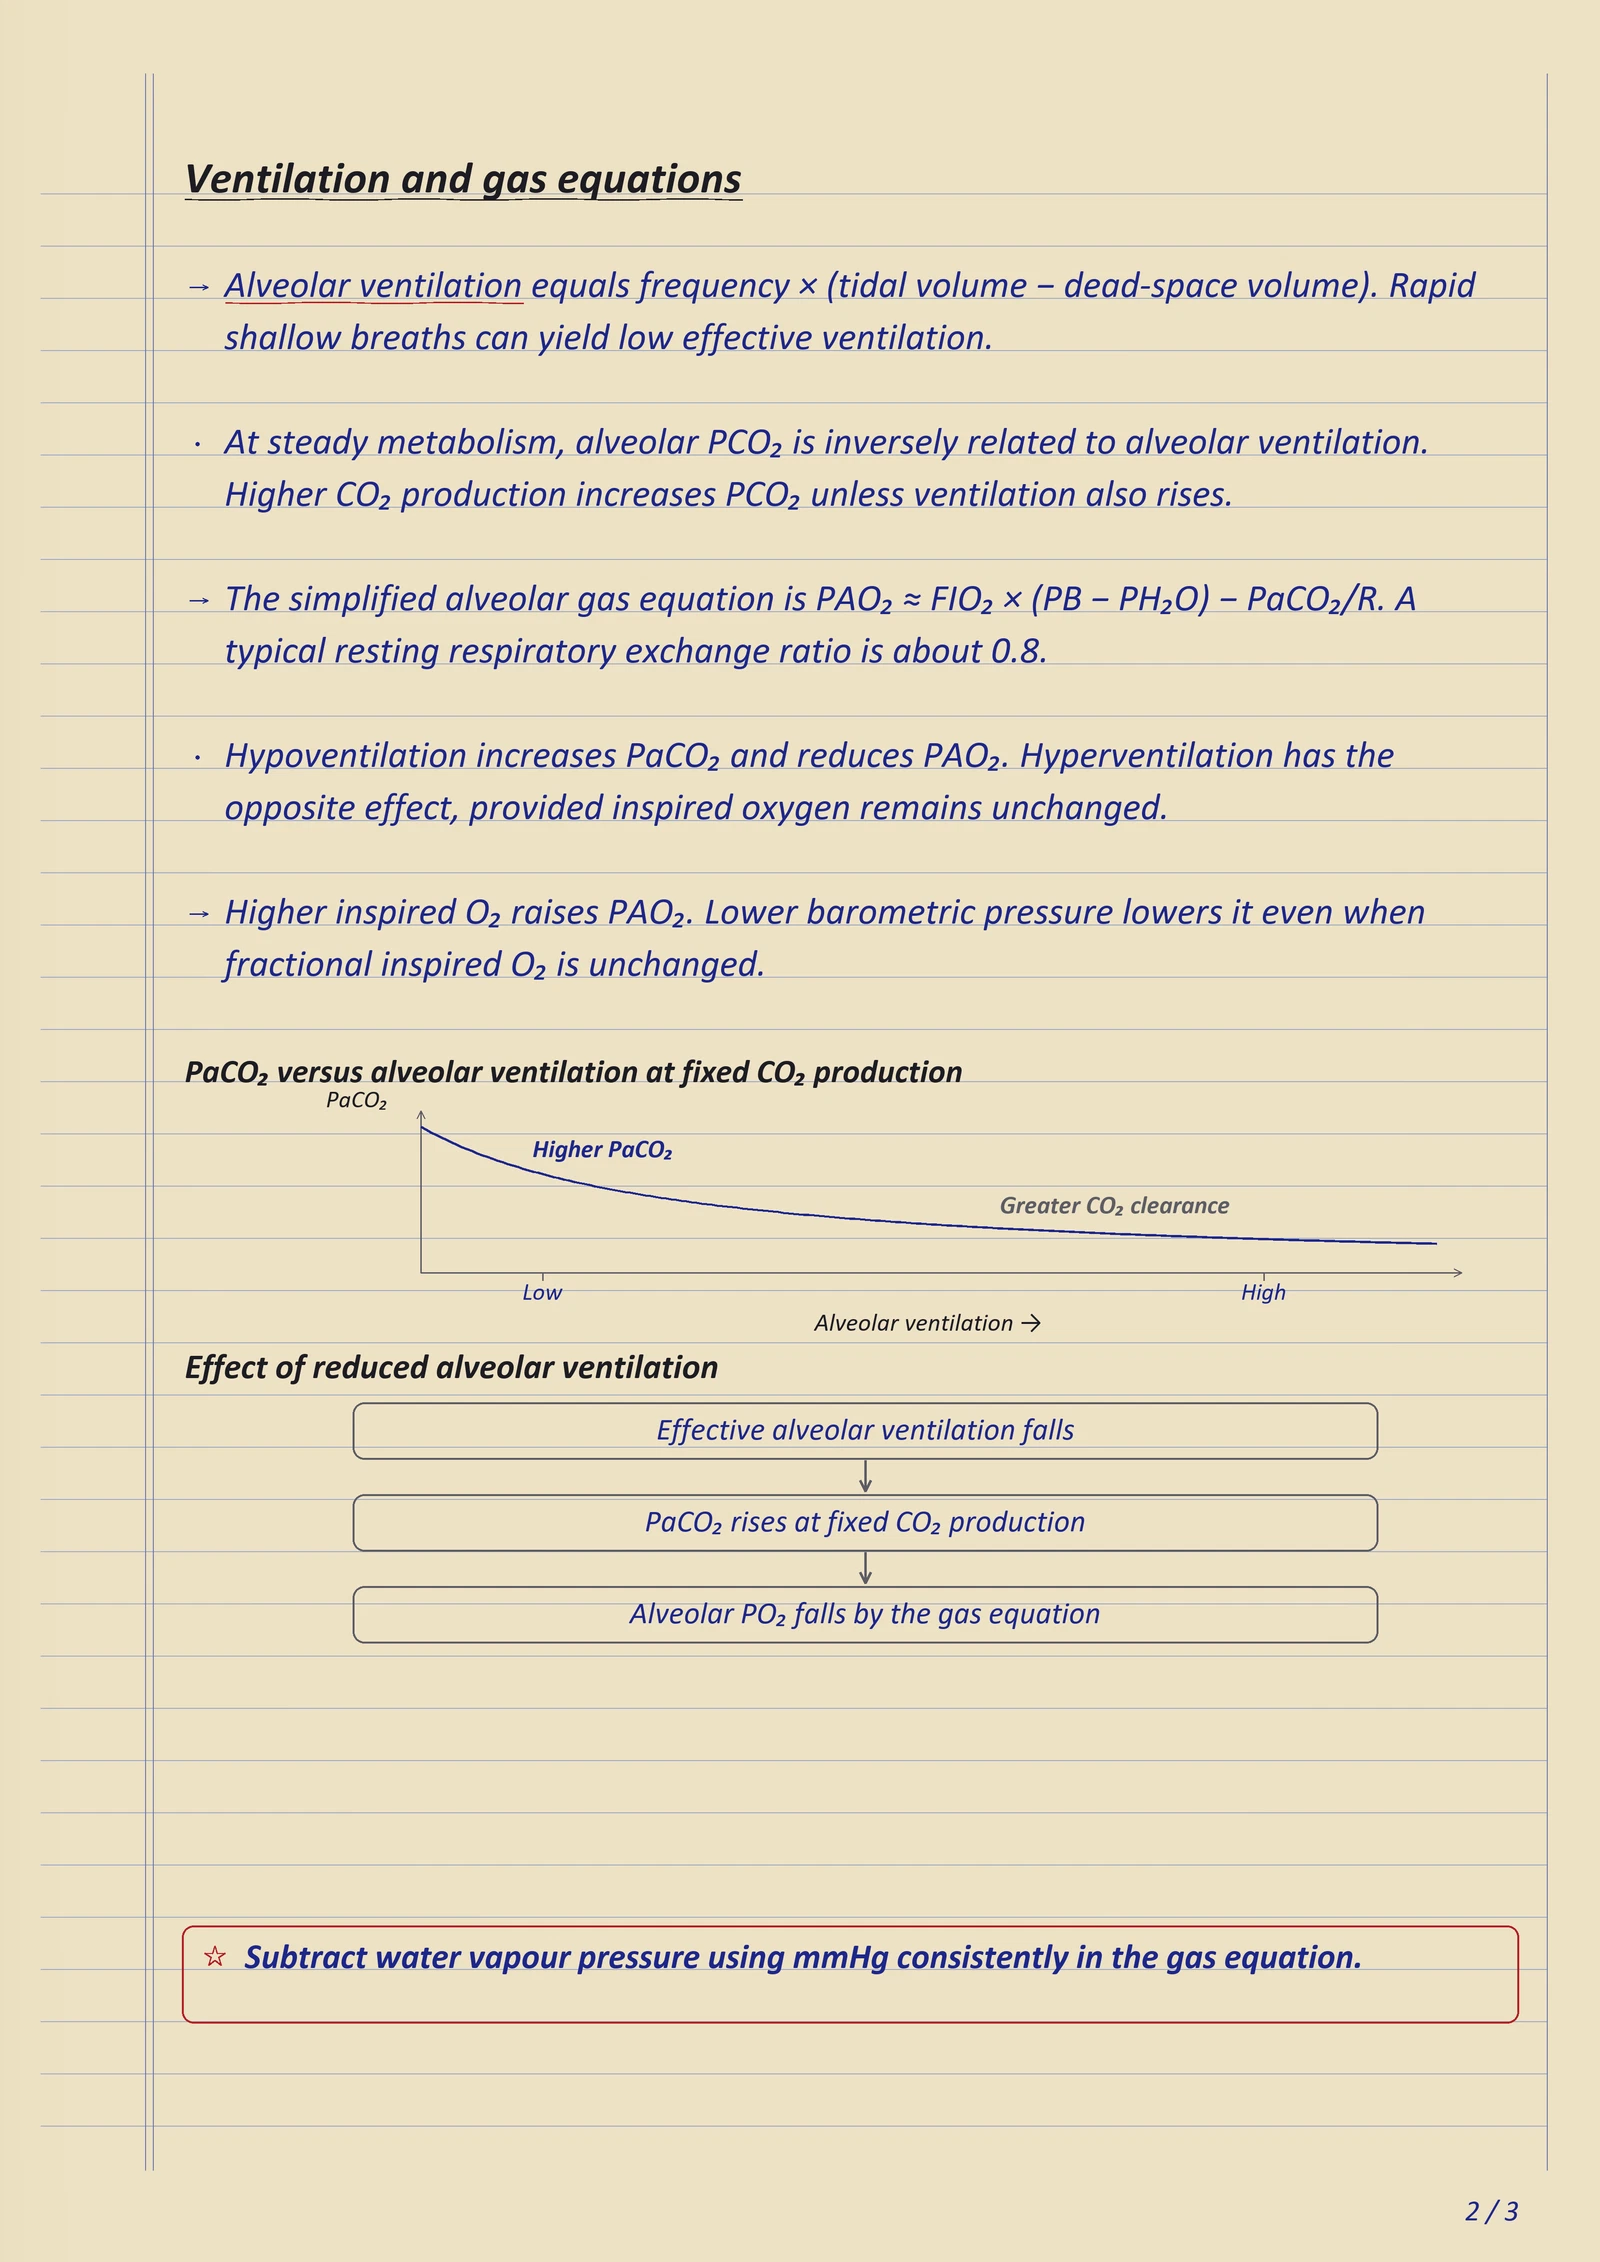 Ventilation and gas equations
→ Alveolar ventilation equals frequency × (tidal volume − dead-space volume). Rapid
shallow breaths can yield low effective ventilation.
· At steady metabolism, alveolar PCO₂ is inversely related to alveolar ventilation.
Higher CO₂ production increases PCO₂ unless ventilation also rises.
→ The simplified alveolar gas equation is PAO₂ ≈ FIO₂ × (PB − PH₂O) − PaCO₂/R. A
typical resting respiratory exchange ratio is about 0.8.
· Hypoventilation increases PaCO₂ and reduces PAO₂. Hyperventilation has the
opposite effect, provided inspired oxygen remains unchanged.
→ Higher inspired O₂ raises PAO₂. Lower barometric pressure lowers it even when
fractional inspired O₂ is unchanged.
PaCO₂ versus alveolar ventilation at fixed CO₂ production
PaCO₂
Higher PaCO₂
Greater CO₂ clearance
Low
High
Alveolar ventilation →
Effect of reduced alveolar ventilation
Effective alveolar ventilation falls
PaCO₂ rises at fixed CO₂ production
Alveolar PO₂ falls by the gas equation
☆ Subtract water vapour pressure using mmHg consistently in the gas equation.
2 / 3